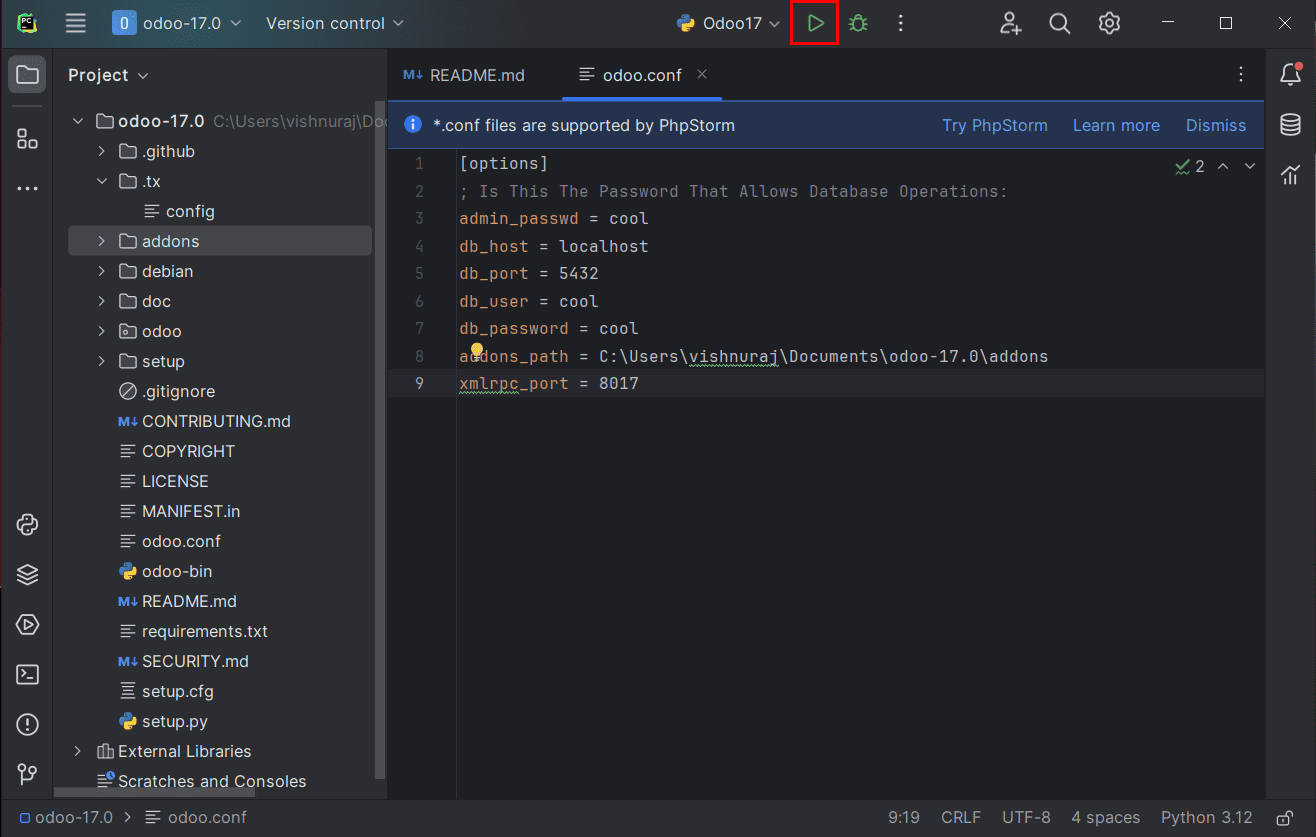 PC
O odoo-17.0 Version control Odoo17
Project
odoo-17.0 C:\Users\vishnuraj\Do
.github
.tx
config
addons
debian
doc
odoo
setup
.gitignore
M↓ CONTRIBUTING.md
COPYRIGHT
LICENSE
MANIFEST.in
odoo.conf
odoo-bin
M↓ README.md
requirements.txt
M↓ SECURITY.md
setup.cfg
setup.py
External Libraries
Scratches and Consoles
M↓ README.md odoo.conf
*.conf files are supported by PhpStorm Try PhpStorm Learn more Dismiss
1 [options] 2
2 ; Is This The Password That Allows Database Operations:
3 admin_passwd = cool
4 db_host = localhost
5 db_port = 5432
6 db_user = cool
7 db_password = cool
8 addons_path = C:\Users\vishnuraj\Documents\odoo-17.0\addons
9 xmlrpc_port = 8017
odoo-17.0 > odoo.conf 9:19 CRLF UTF-8 4 spaces Python 3.12